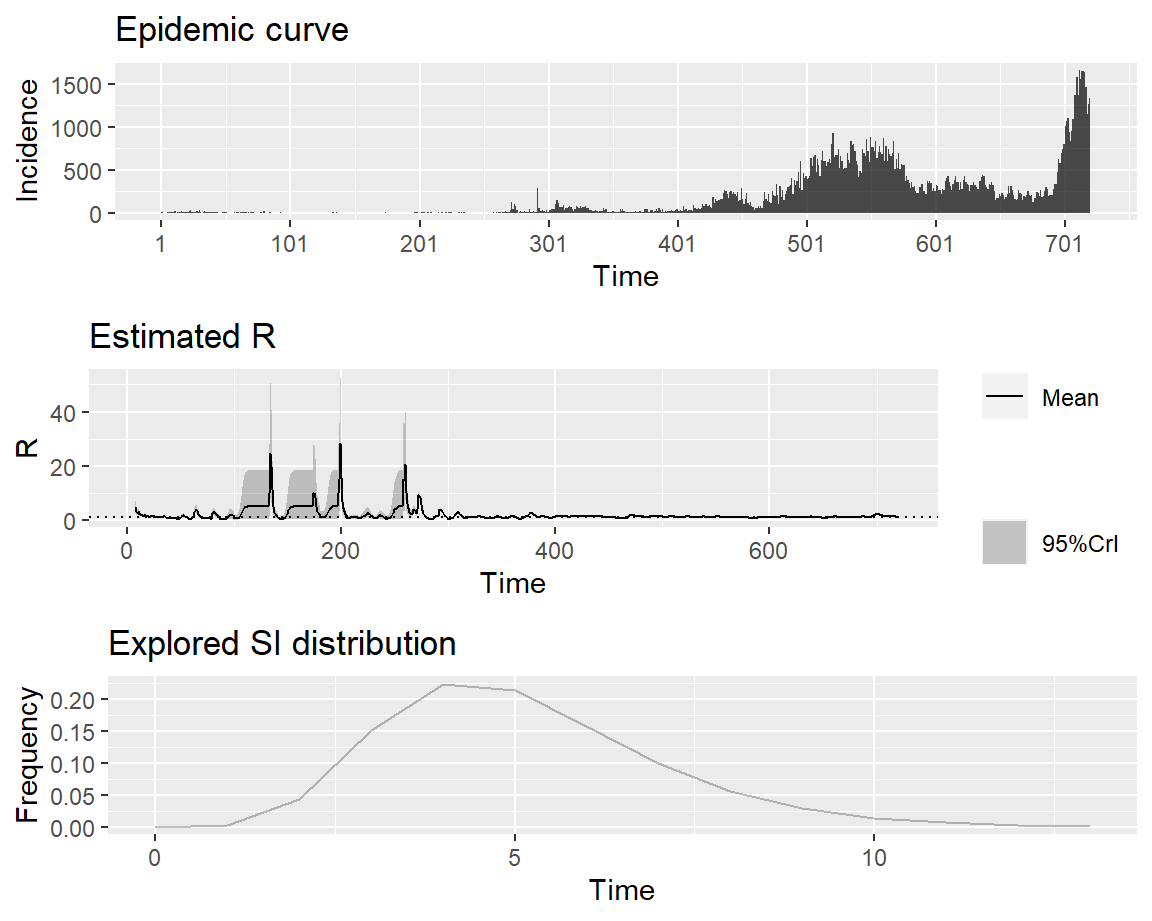 Epidemic curve
Incidence
1500
1000
500
0
1 101 201 301 401 501 601 701
Time
Estimated R
R
40
20
0
0 200 400 600
Time
Mean
95%CrI
Explored SI distribution
Frequency
0.20
0.15
0.10
0.05
0.00
0 5 10
Time